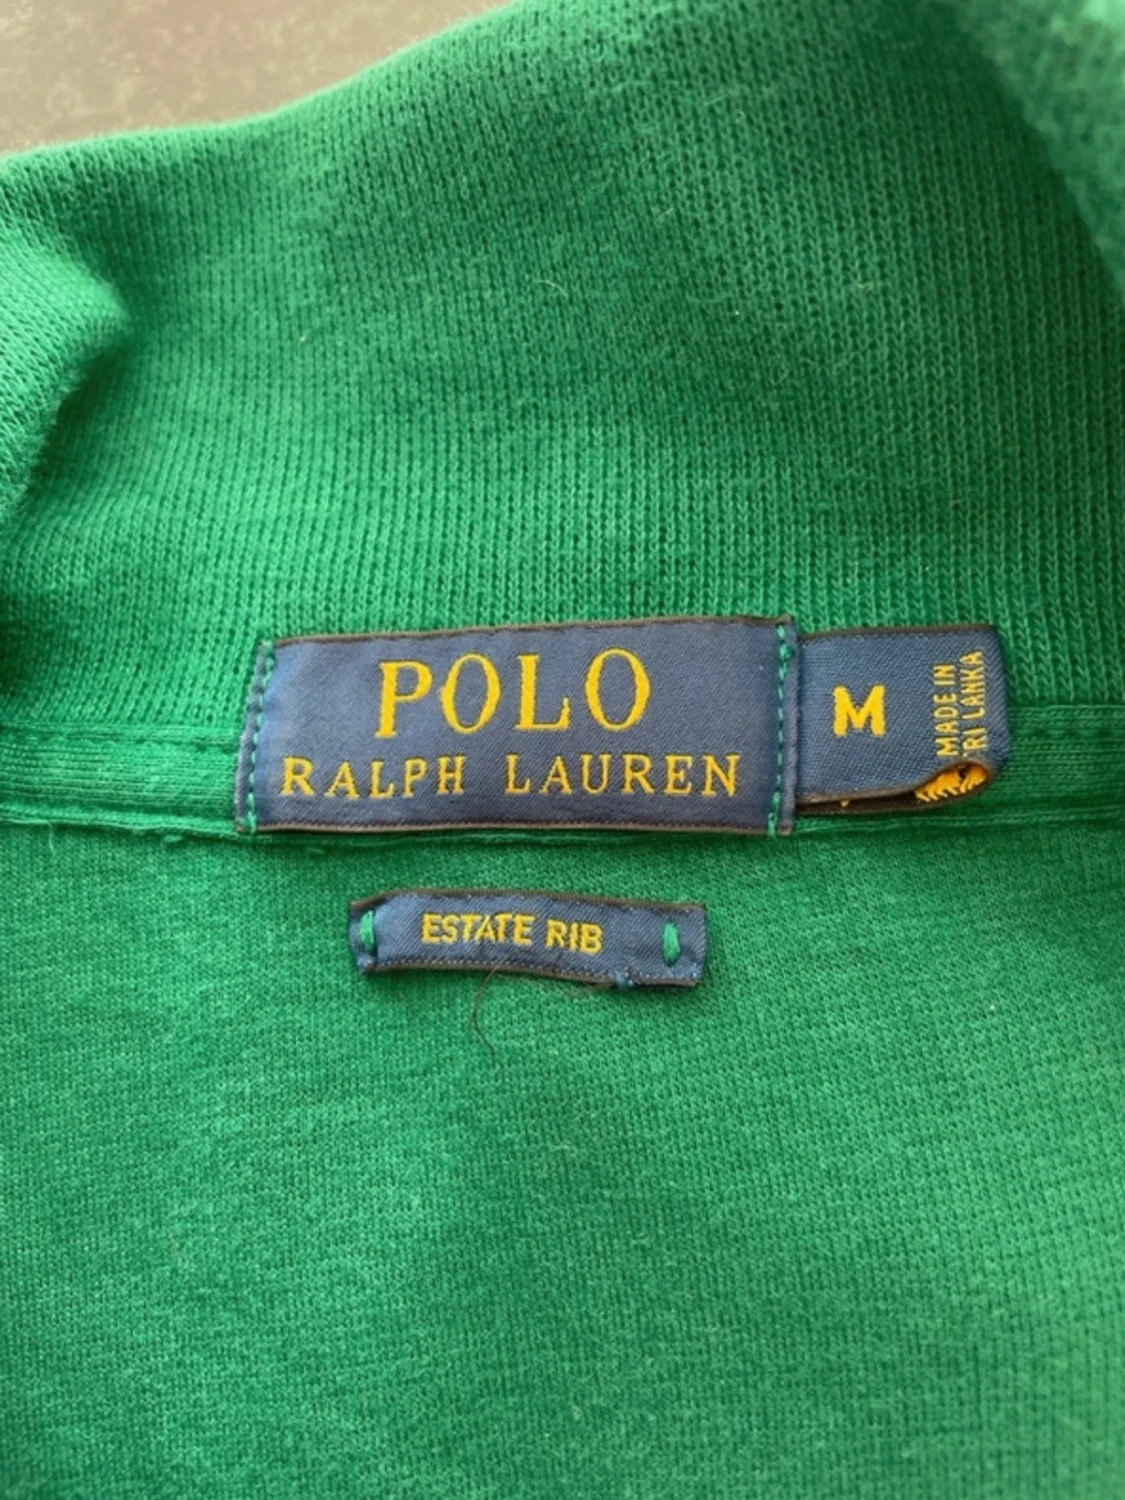 POLO
RALPH LAUREN
M
MADE IN
RI LANKA
ESTATE RIB